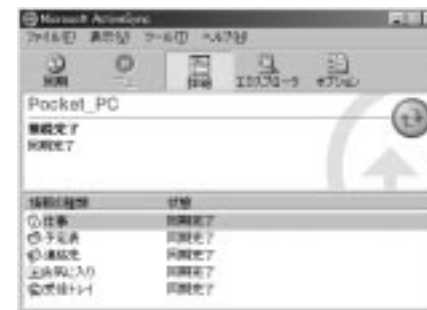 Microsoft ActiveSync
ファイル(F) 表示(V) ツール(T) ヘルプ(H)
同期 詳細 エクスプローラ オプション
Pocket_PC
接続完了
同期完了
情報の種類 状態
仕事 同期完了
予定表 同期完了
連絡先 同期完了
お気に入り 同期完了
受信トレイ 同期完了